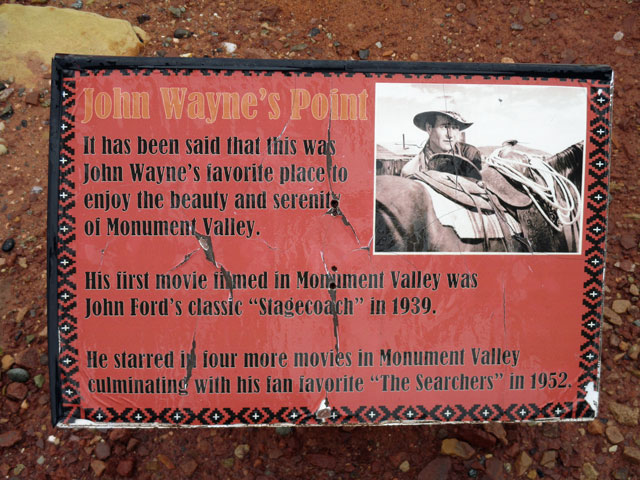 John Wayne's Point
It has been said that this was
John Wayne's favorite place to
enjoy the beauty and serenity
of Monument Valley.
His first movie filmed in Monument Valley was
John Ford's classic "Stagecoach" in 1939.
He starred in four more movies in Monument Valley
culminating with his fan favorite "The Searchers" in 1952.